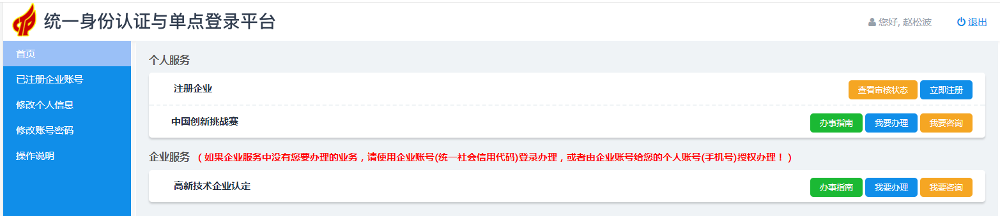 统一身份认证与单点登录平台
您好, 赵松波 退出
首页
已注册企业账号
修改个人信息
修改账号密码
操作说明
个人服务
注册企业 查看审核状态 立即注册
中国创新挑战赛 办事指南 我要办理 我要咨询
企业服务 （如果企业服务中没有您要办理的业务，请使用企业账号(统一社会信用代码)登录办理，或者由企业账号给您的个人账号(手机号)授权办理！）
高新技术企业认定 办事指南 我要办理 我要咨询